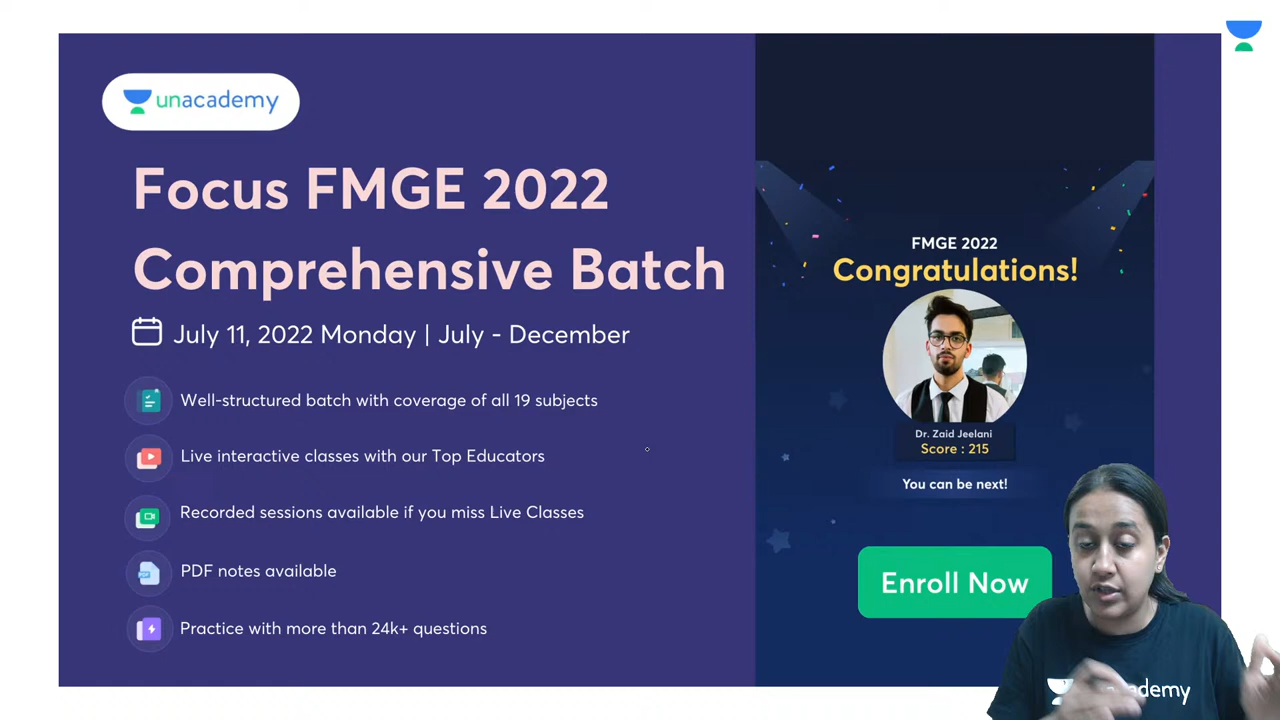 unacademy
Focus FMGE 2022
Comprehensive Batch
July 11, 2022 Monday | July - December
Well-structured batch with coverage of all 19 subjects
Live interactive classes with our Top Educators
Recorded sessions available if you miss Live Classes
PDF notes available
Practice with more than 24k+ questions
FMGE 2022
Congratulations!
Dr. Zaid Jeelani
Score : 215
You can be next!
Enroll Now